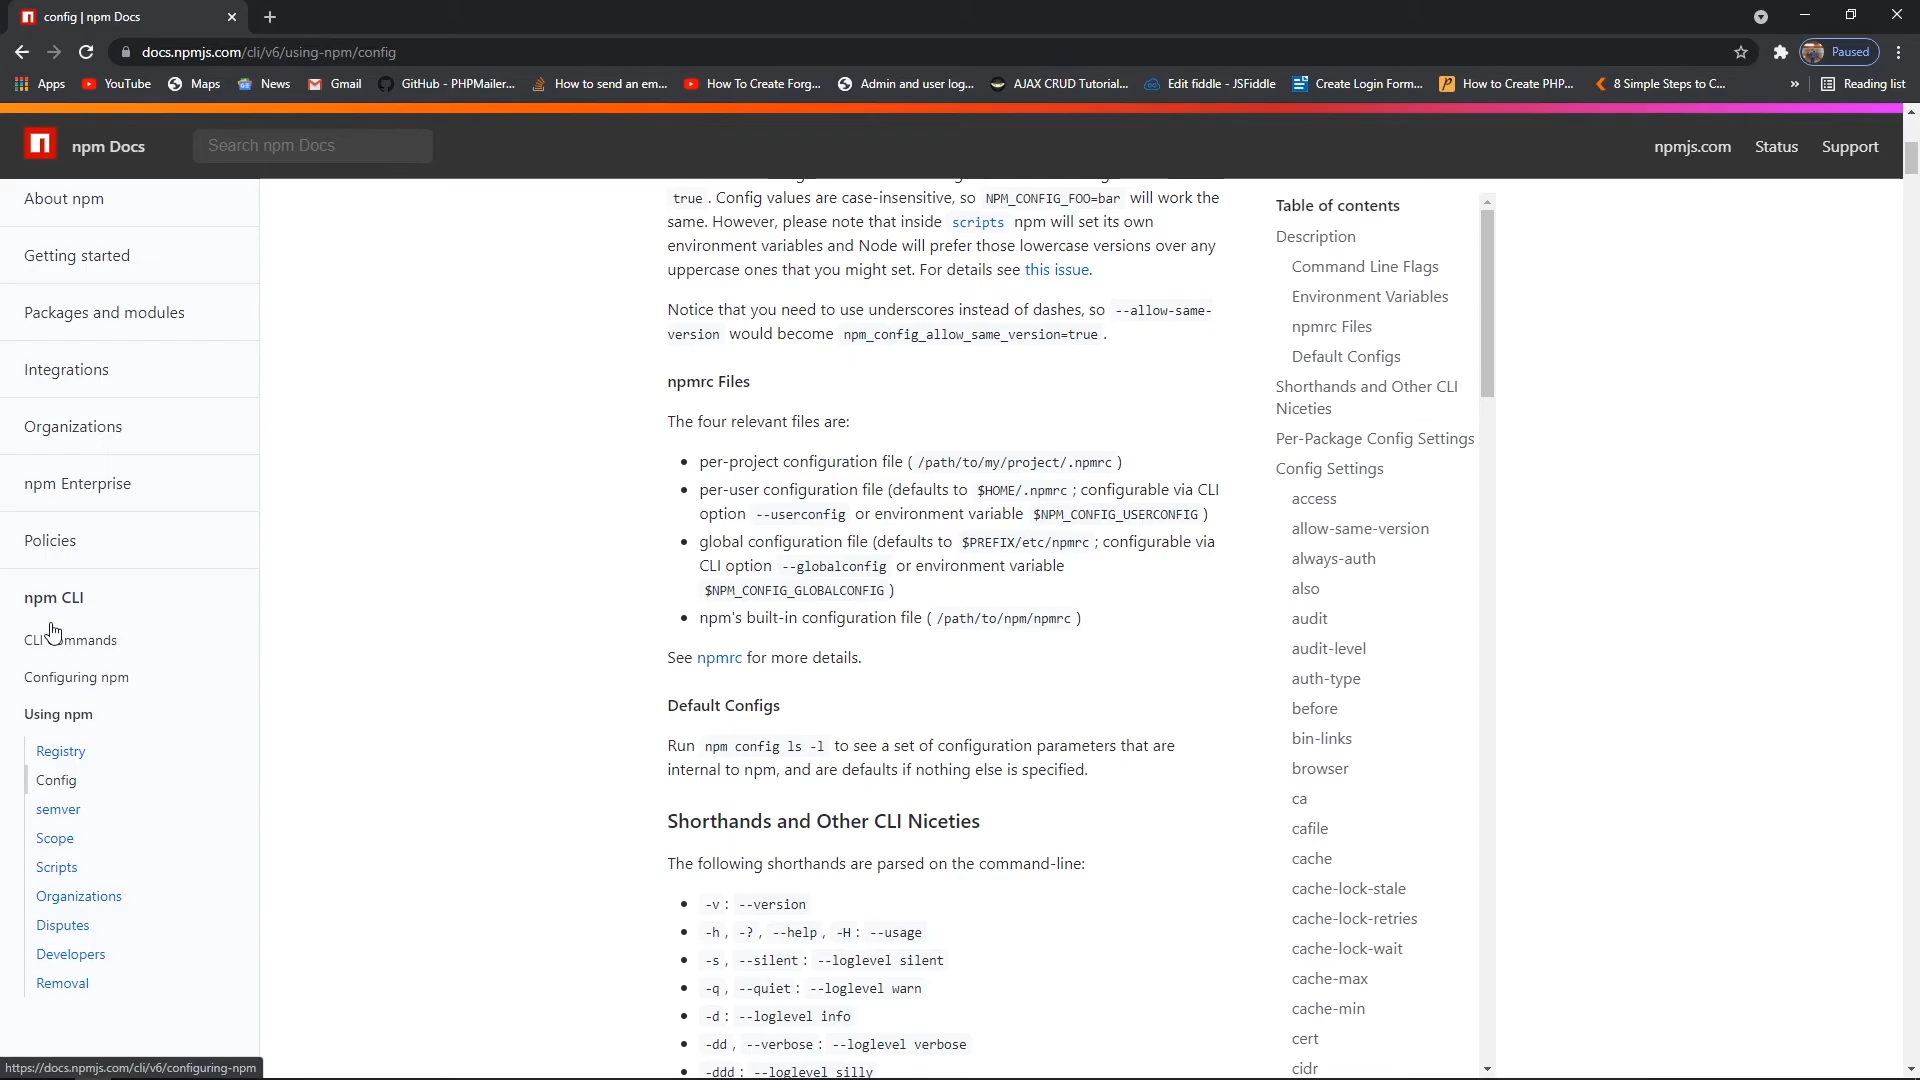 config | npm Docs
docs.npmjs.com/cli/v6/using-npm/config
Paused
Apps
YouTube
Maps
News
Gmail
GitHub - PHPMailer...
How to send an em...
How To Create Forg...
Admin and user log...
AJAX CRUD Tutorial...
Edit fiddle - JSFiddle
Create Login Form...
How to Create PHP...
8 Simple Steps to C...
»
Reading list
npm Docs
Search npm Docs
npmjs.com
Status
Support
About npm
Getting started
Packages and modules
Integrations
Organizations
npm Enterprise
Policies
npm CLI
CLI mmands
Configuring npm
Using npm
Registry
Config
semver
Scope
Scripts
Organizations
Disputes
Developers
Removal
https://docs.npmjs.com/cli/v6/configuring-npm
true . Config values are case-insensitive, so NPM_CONFIG_FOO=bar will work the
same. However, please note that inside scripts npm will set its own
environment variables and Node will prefer those lowercase versions over any
uppercase ones that you might set. For details see this issue.
Notice that you need to use underscores instead of dashes, so --allow-same-
version would become npm_config_allow_same_version=true .
npmrc Files
The four relevant files are:
• per-project configuration file ( /path/to/my/project/.npmrc )
• per-user configuration file (defaults to $HOME/.npmrc ; configurable via CLI
option --userconfig or environment variable $NPM_CONFIG_USERCONFIG )
• global configuration file (defaults to $PREFIX/etc/npmrc ; configurable via
CLI option --globalconfig or environment variable
$NPM_CONFIG_GLOBALCONFIG )
• npm's built-in configuration file ( /path/to/npm/npmrc )
See npmrc for more details.
Default Configs
Run npm config ls -l to see a set of configuration parameters that are
internal to npm, and are defaults if nothing else is specified.
Shorthands and Other CLI Niceties
The following shorthands are parsed on the command-line:
• -v : --version
• -h , -? , --help , -H : --usage
• -s , --silent : --loglevel silent
• -q , --quiet : --loglevel warn
• -d : --loglevel info
• -dd , --verbose : --loglevel verbose
• -ddd : --loglevel silly
Table of contents
Description
Command Line Flags
Environment Variables
npmrc Files
Default Configs
Shorthands and Other CLI
Niceties
Per-Package Config Settings
Config Settings
access
allow-same-version
always-auth
also
audit
audit-level
auth-type
before
bin-links
browser
ca
cafile
cache
cache-lock-stale
cache-lock-retries
cache-lock-wait
cache-max
cache-min
cert
cidr